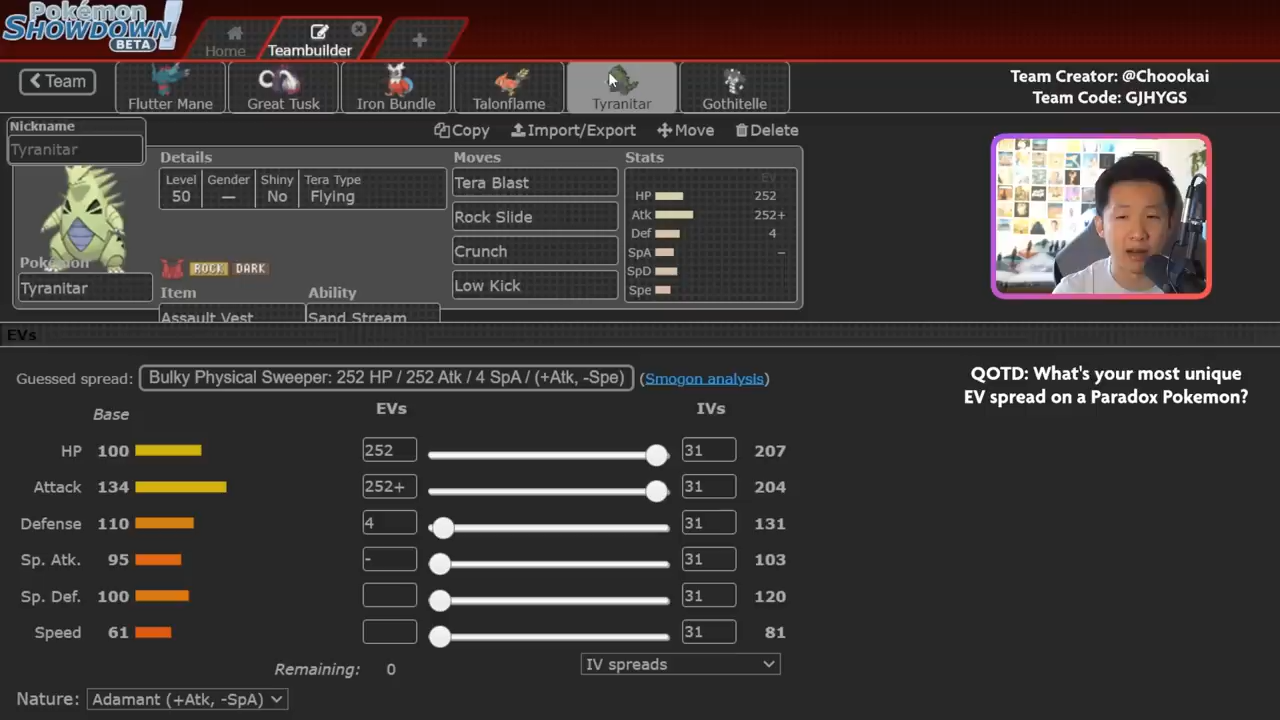 Pokémon
SHOWDOWN!
BETA
Home
Teambuilder
Team
Flutter Mane
Great Tusk
Iron Bundle
Talonflame
Tyranitar
Gothitelle
Team Creator: @Choookai
Team Code: GJHYGS
Copy
Import/Export
Move
Delete
Nickname
Tyranitar
Pokémon
Tyranitar
Details
Level
50
Gender
—
Shiny
No
Tera Type
Flying
ROCK DARK
Item
Assault Vest
Ability
Sand Stream
Moves
Tera Blast
Rock Slide
Crunch
Low Kick
Stats
EV
HP 252
Atk 252+
Def 4
SpA −
SpD
Spe
EVs
Guessed spread: Bulky Physical Sweeper: 252 HP / 252 Atk / 4 SpA / (+Atk, -Spe) (Smogon analysis)
Base EVs IVs
HP 100 252 31 207
Attack 134 252+ 31 204
Defense 110 4 31 131
Sp. Atk. 95 - 31 103
Sp. Def. 100 31 120
Speed 61 31 81
Remaining: 0
IV spreads
Nature: Adamant (+Atk, -SpA)
QOTD: What's your most unique
EV spread on a Paradox Pokemon?